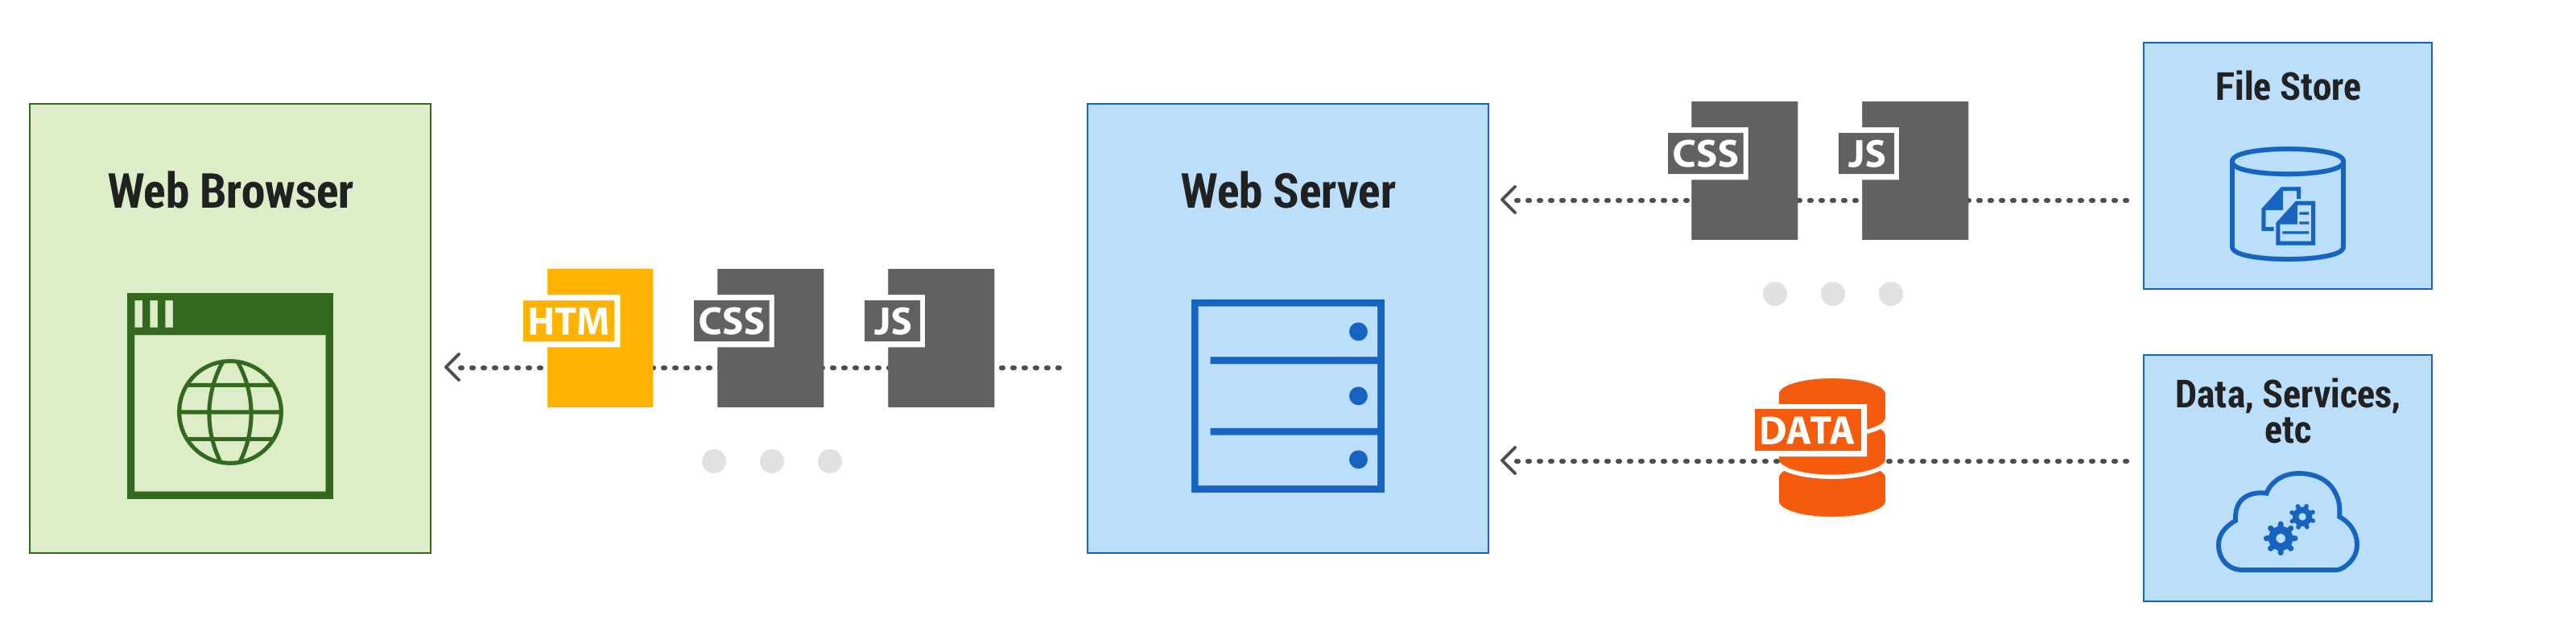 Web Browser
HTM
CSS
JS
Web Server
CSS
JS
DATA
File Store
Data, Services,
etc